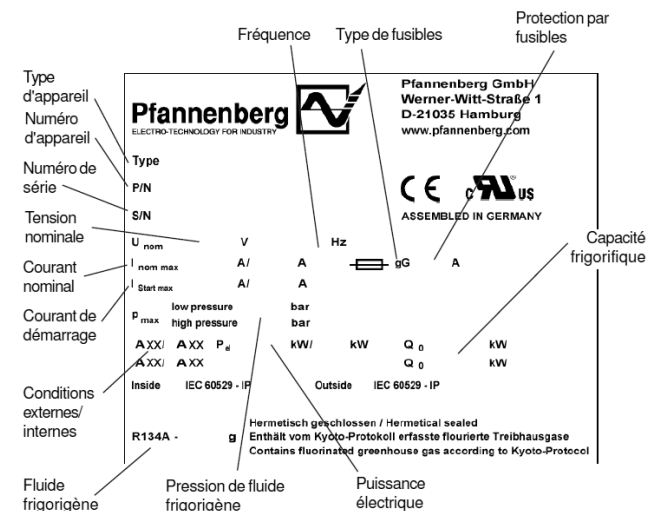 Fréquence Type de fusibles Protection par
fusibles
Type
d'appareil
Numéro
d'appareil
Numéro de
série
Tension
nominale
Courant
nominal
Courant de
démarrage
Conditions
externes/
internes
Fluide
frigorigène
Pression de fluide
frigorigène
Puissance
électrique
Capacité
frigorifique
Pfannenberg
ELECTRO-TECHNOLOGY FOR INDUSTRY
Pfannenberg GmbH
Werner-Witt-Straße 1
D-21035 Hamburg
www.pfannenberg.com
Type
P/N
S/N
CE c RU US
ASSEMBLED IN GERMANY
U nom V Hz
I nom max A/ A gG A
I Start max A/ A
p max low pressure bar
high pressure bar
AXX/ AXX P el kW/ kW Q 0 kW
AXX/ AXX Q 0 kW
Inside IEC 60529 - IP Outside IEC 60529 - IP
Hermetisch geschlossen / Hermetical sealed
R134A - g Enthält vom Kyoto-Protokoll erfasste flourierte Treibhausgase
Contains fluorinated greenhouse gas according to Kyoto-Protocol